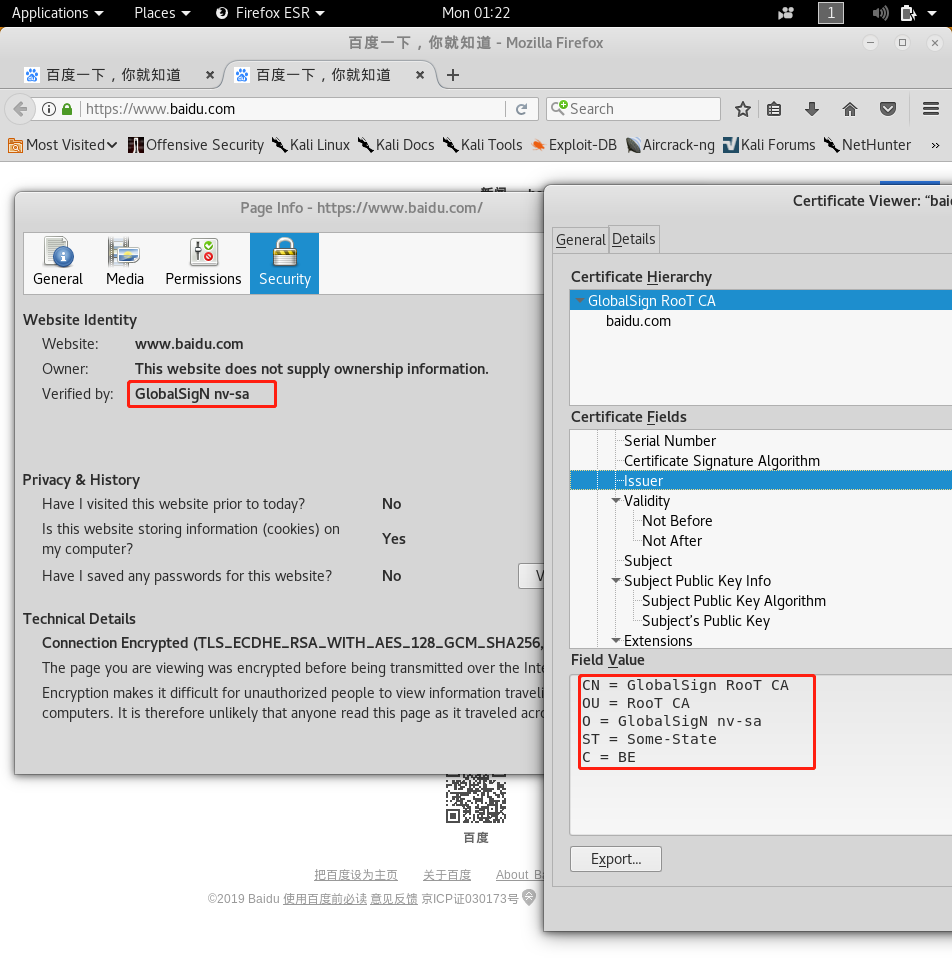 Applications Places Firefox ESR Mon 01:22 1
百度一下，你就知道 - Mozilla Firefox
百度一下，你就知道 × 百度一下，你就知道 × +
https://www.baidu.com Search
Most Visited Offensive Security Kali Linux Kali Docs Kali Tools Exploit-DB Aircrack-ng Kali Forums NetHunter »
Page Info - https://www.baidu.com/
General Media Permissions Security
Website Identity
Website: www.baidu.com
Owner: This website does not supply ownership information.
Verified by: GlobalSigN nv-sa
Privacy & History
Have I visited this website prior to today? No
Is this website storing information (cookies) on
my computer? Yes
Have I saved any passwords for this website? No V
Technical Details
Connection Encrypted (TLS_ECDHE_RSA_WITH_AES_128_GCM_SHA256,
The page you are viewing was encrypted before being transmitted over the Inte
Encryption makes it difficult for unauthorized people to view information traveli
computers. It is therefore unlikely that anyone read this page as it traveled acro
Certificate Viewer: “bai
General Details
Certificate Hierarchy
GlobalSign RooT CA
baidu.com
Certificate Fields
Serial Number
Certificate Signature Algorithm
Issuer
Validity
Not Before
Not After
Subject
Subject Public Key Info
Subject Public Key Algorithm
Subject's Public Key
Extensions
Field Value
CN = GlobalSign RooT CA
OU = RooT CA
O = GlobalSigN nv-sa
ST = Some-State
C = BE
Export...
百度
把百度设为主页 关于百度 About Ba
©2019 Baidu 使用百度前必读 意见反馈 京ICP证030173号